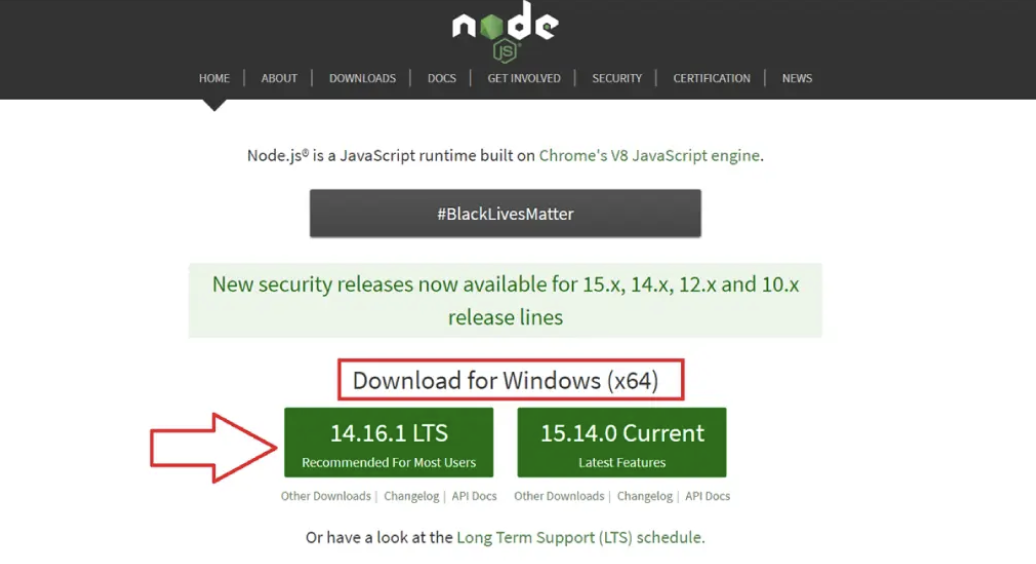 node
JS
HOME | ABOUT | DOWNLOADS | DOCS | GET INVOLVED | SECURITY | CERTIFICATION | NEWS
Node.js® is a JavaScript runtime built on Chrome's V8 JavaScript engine.
#BlackLivesMatter
New security releases now available for 15.x, 14.x, 12.x and 10.x
release lines
Download for Windows (x64)
14.16.1 LTS
Recommended For Most Users
15.14.0 Current
Latest Features
Other Downloads | Changelog | API Docs
Other Downloads | Changelog | API Docs
Or have a look at the Long Term Support (LTS) schedule.